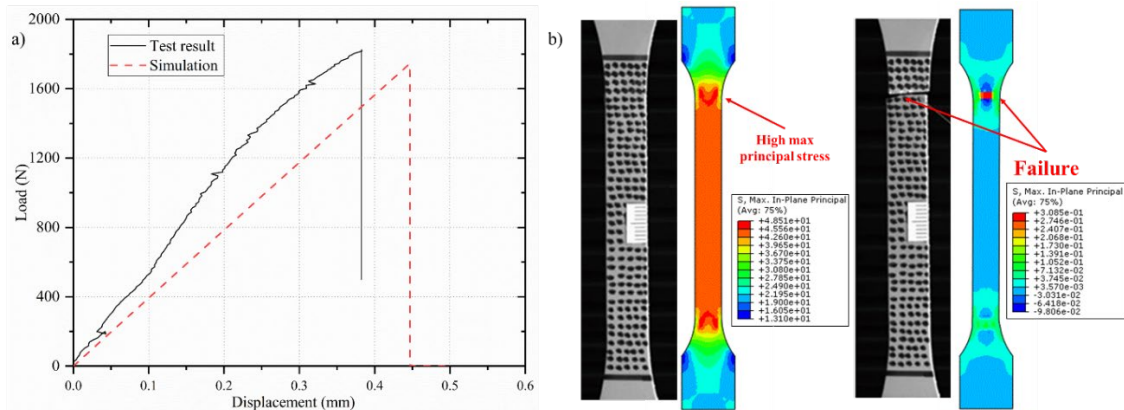 a)
2000
1600
1200
800
400
0
Load (N)
Test result
Simulation
0.0
0.1
0.2
0.3
0.4
0.5
0.6
Displacement (mm)
b)
High max
principal stress
S, Max. In-Plane Principal
(Avg: 75%)
+4.851e+01
+4.556e+01
+4.260e+01
+3.965e+01
+3.670e+01
+3.375e+01
+3.080e+01
+2.785e+01
+2.490e+01
+2.195e+01
+1.900e+01
+1.605e+01
+1.310e+01
Failure
S, Max. In-Plane Principal
(Avg: 75%)
+3.085e-01
+2.746e-01
+2.407e-01
+2.068e-01
+1.730e-01
+1.391e-01
+1.052e-01
+7.132e-02
+3.745e-02
+3.570e-03
-3.031e-02
-6.418e-02
-9.806e-02